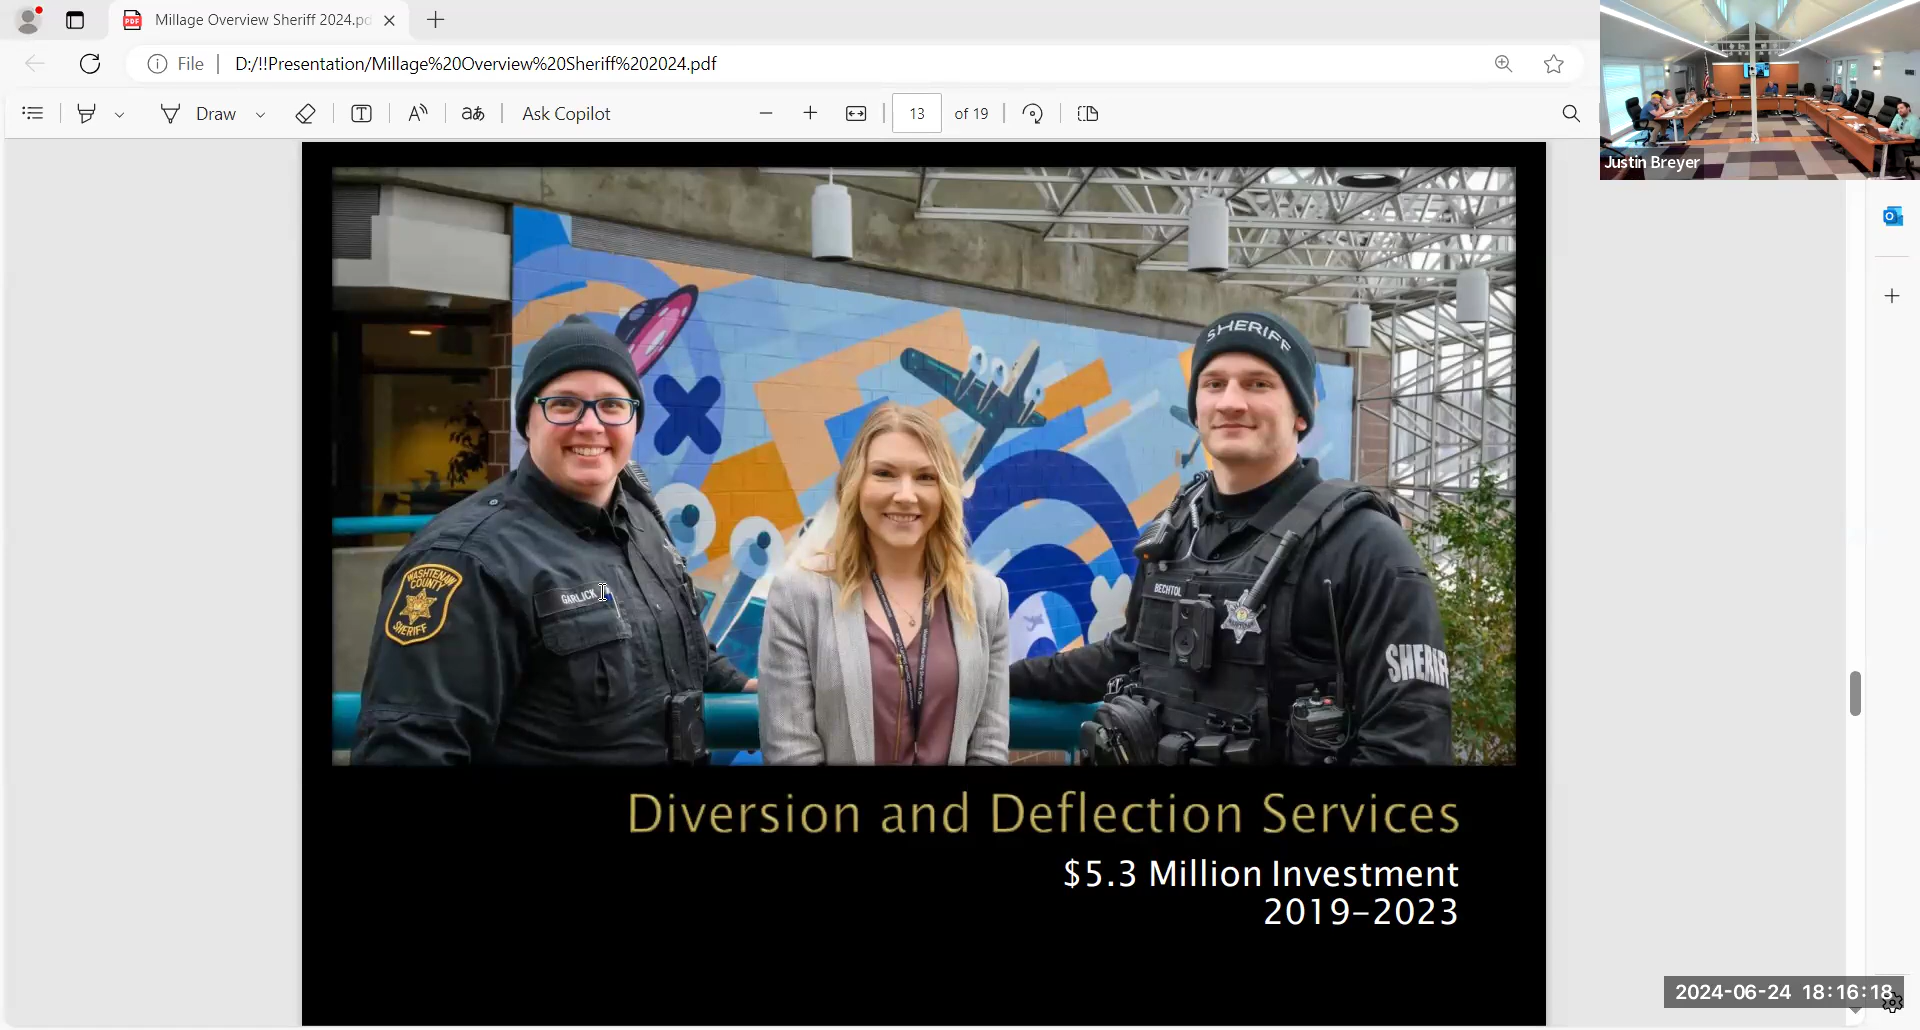 Millage Overview Sheriff 2024.pd
File
D:/!!Presentation/Millage%20Overview%20Sheriff%202024.pdf
Draw
aあ
Ask Copilot
13
of 19
Justin Breyer
SHERIFF
WASHTENAW
COUNTY
SHERIFF
GARLICK
BECHTOL
SHERIFF
Diversion and Deflection Services
$5.3 Million Investment
2019-2023
2024-06-24 18:16:18